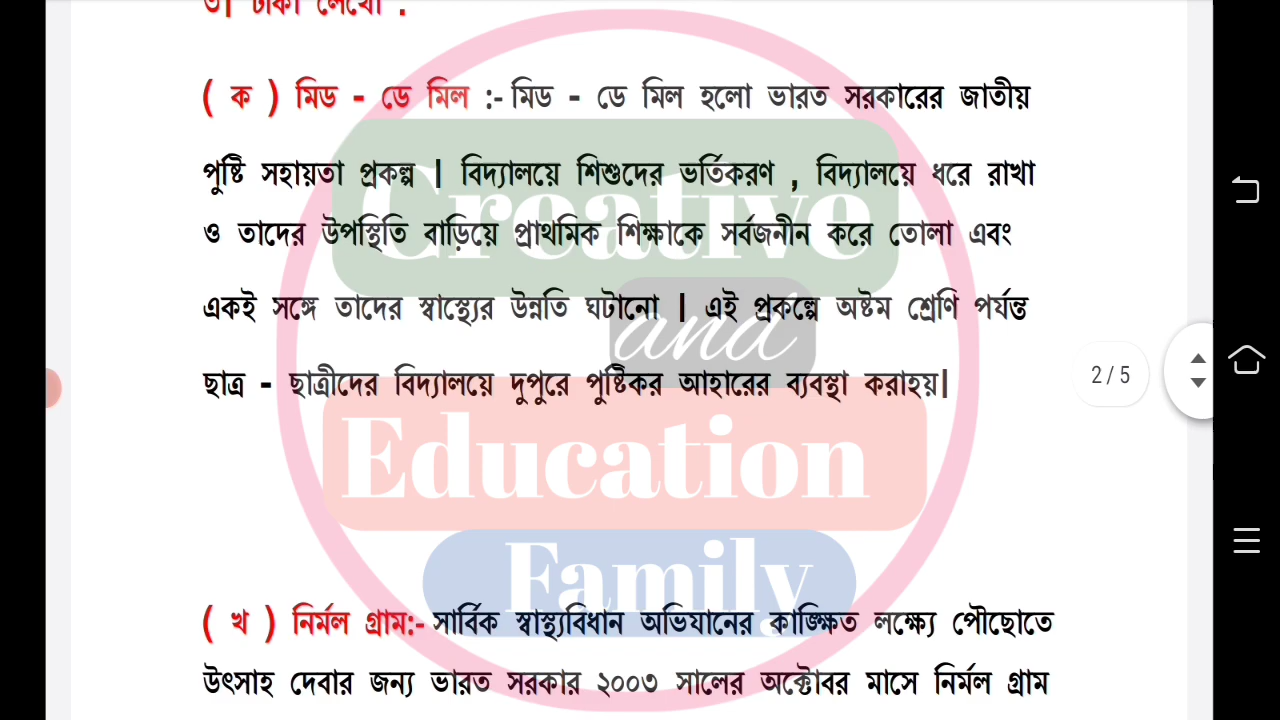 ৩| টীকা লেখো .
( ক ) মিড - ডে মিল :- মিড - ডে মিল হলো ভারত সরকারের জাতীয়
পুষ্টি সহায়তা প্রকল্প | বিদ্যালয়ে শিশুদের ভর্তিকরণ , বিদ্যালয়ে ধরে রাখা
ও তাদের উপস্থিতি বাড়িয়ে প্রাথমিক শিক্ষাকে সর্বজনীন করে তোলা এবং
একই সঙ্গে তাদের স্বাস্থ্যের উন্নতি ঘটানো | এই প্রকল্পে অষ্টম শ্রেণি পর্যন্ত
ছাত্র - ছাত্রীদের বিদ্যালয়ে দুপুরে পুষ্টিকর আহারের ব্যবস্থা করাহয়|
2 / 5
( খ ) নির্মল গ্রাম:- সার্বিক স্বাস্থ্যবিধান অভিযানের কাঙ্ক্ষিত লক্ষ্যে পৌছোতে
উৎসাহ দেবার জন্য ভারত সরকার ২০০৩ সালের অক্টোবর মাসে নির্মল গ্রাম
Creative
and
Education
Family